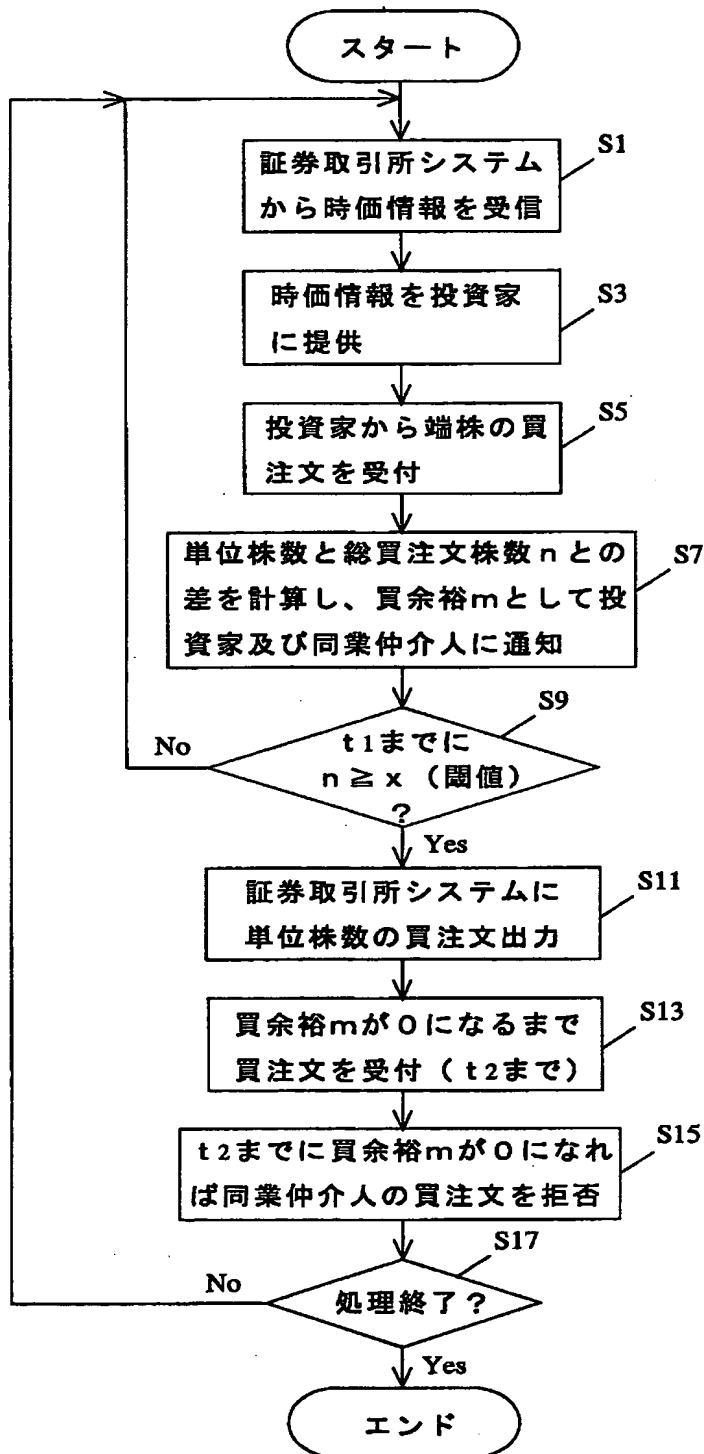 スタート
S1
証券取引所システム
から時価情報を受信
S3
時価情報を投資家
に提供
S5
投資家から端株の買
注文を受付
S7
単位株数と総買注文株数nとの
差を計算し、買余裕mとして投
資家及び同業仲介人に通知
S9
No
t1までに
n≧x（閾値）
？
Yes
S11
証券取引所システムに
単位株数の買注文出力
S13
買余裕mが0になるまで
買注文を受付（t2まで）
S15
t2までに買余裕mが0になれ
ば同業仲介人の買注文を拒否
S17
No
処理終了？
Yes
エンド